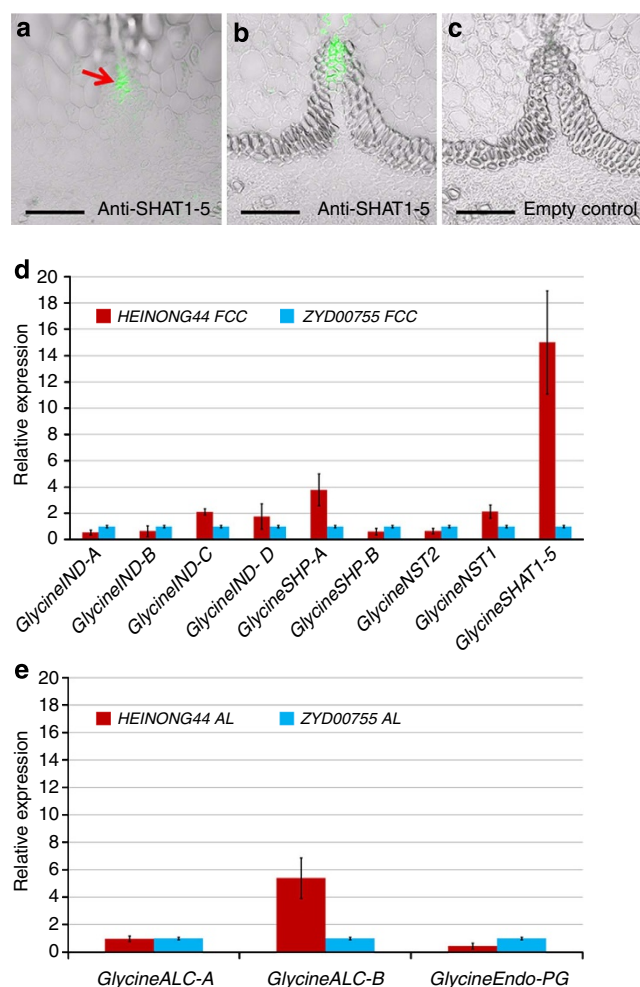 a
b
c
Anti-SHAT1-5
Anti-SHAT1-5
Empty control
d
20
18
16
14
12
10
8
6
4
2
0
Relative expression
HEINONG44 FCC
ZYD00755 FCC
GlycineIND-A
GlycineIND-B
GlycineIND-C
GlycineIND- D
GlycineSHP-A
GlycineSHP-B
GlycineNST2
GlycineNST1
GlycineSHAT1-5
e
20
18
16
14
12
10
8
6
4
2
0
Relative expression
HEINONG44 AL
ZYD00755 AL
GlycineALC-A
GlycineALC-B
GlycineEndo-PG